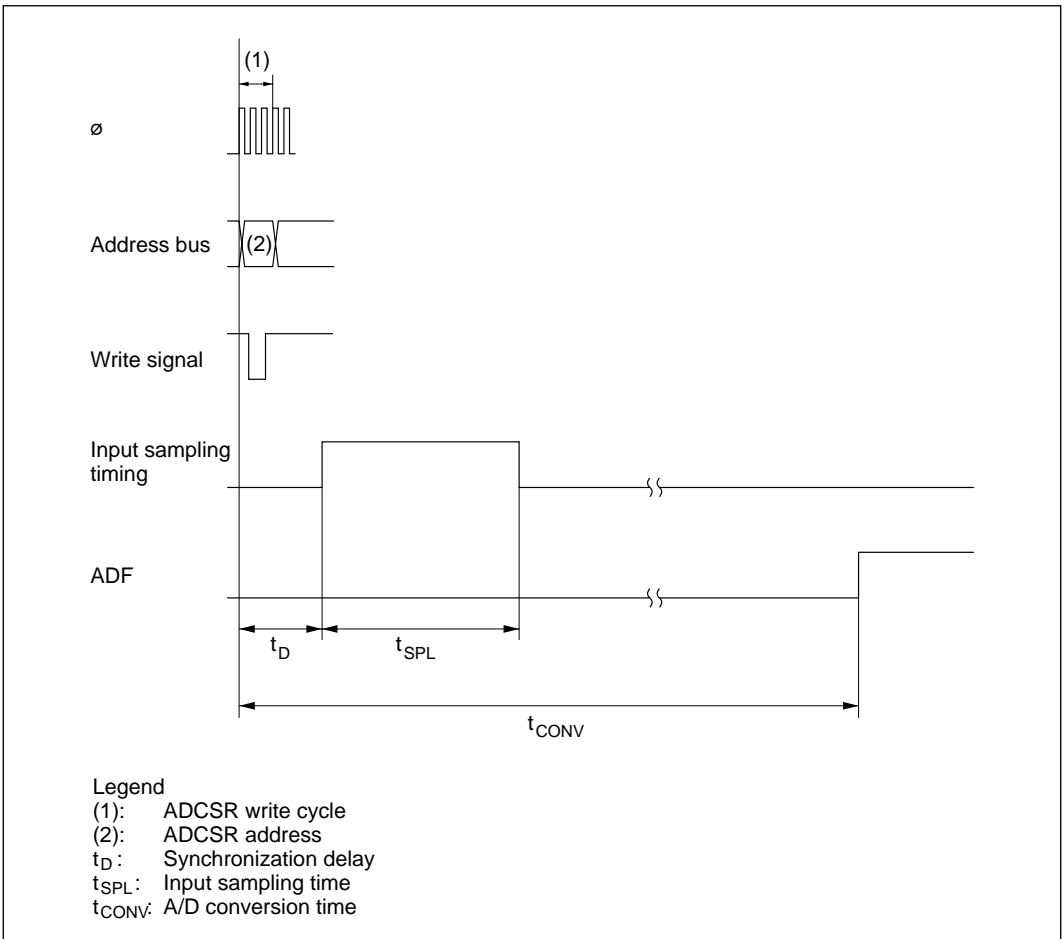 (1)
ø
Address bus
(2)
Write signal
Input sampling
timing
ADF
tD
tSPL
tCONV
Legend
(1): ADCSR write cycle
(2): ADCSR address
tD : Synchronization delay
tSPL : Input sampling time
tCONV: A/D conversion time